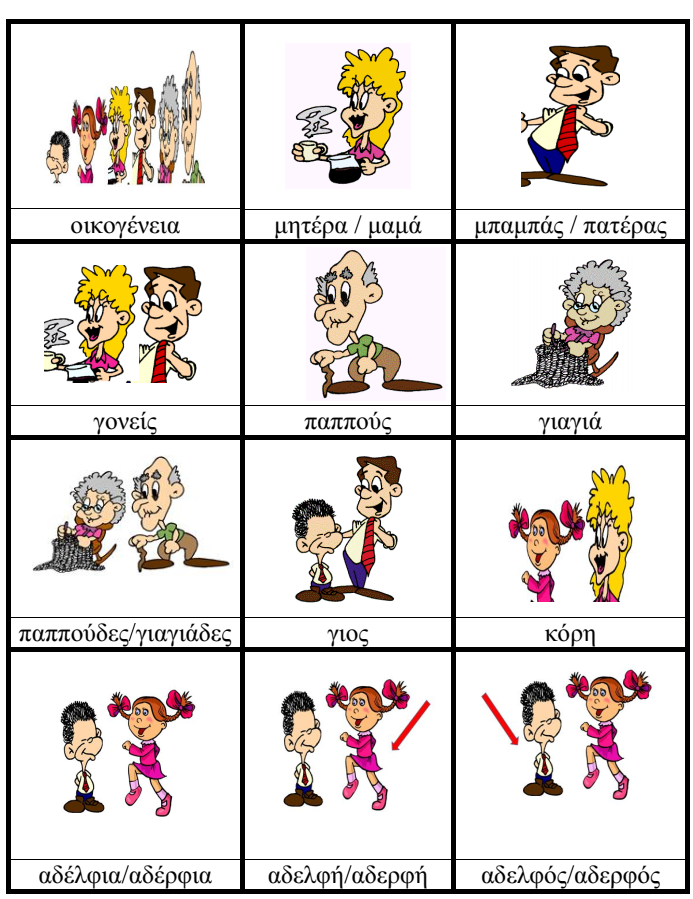 οικογένεια
μητέρα / μαμά
μπαμπάς / πατέρας
γονείς
παππούς
γιαγιά
παππούδες/γιαγιάδες
γιος
κόρη
αδέλφια/αδέρφια
αδελφή/αδερφή
αδελφός/αδερφός